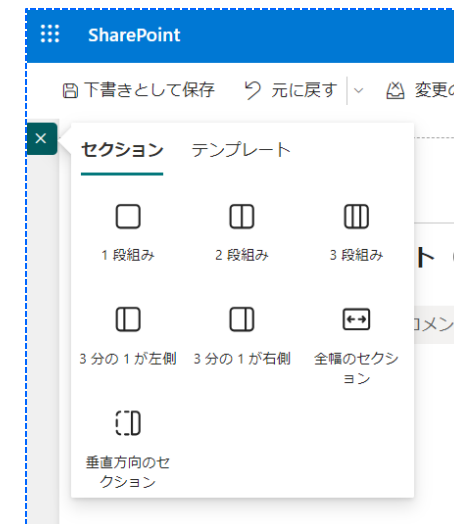 SharePoint
下書きとして保存 元に戻す 変更の
セクション テンプレート
1 段組み 2 段組み 3 段組み
ト
コメン
3 分の 1 が左側 3 分の 1 が右側 全幅のセクシ
ョン
垂直方向のセ
クション